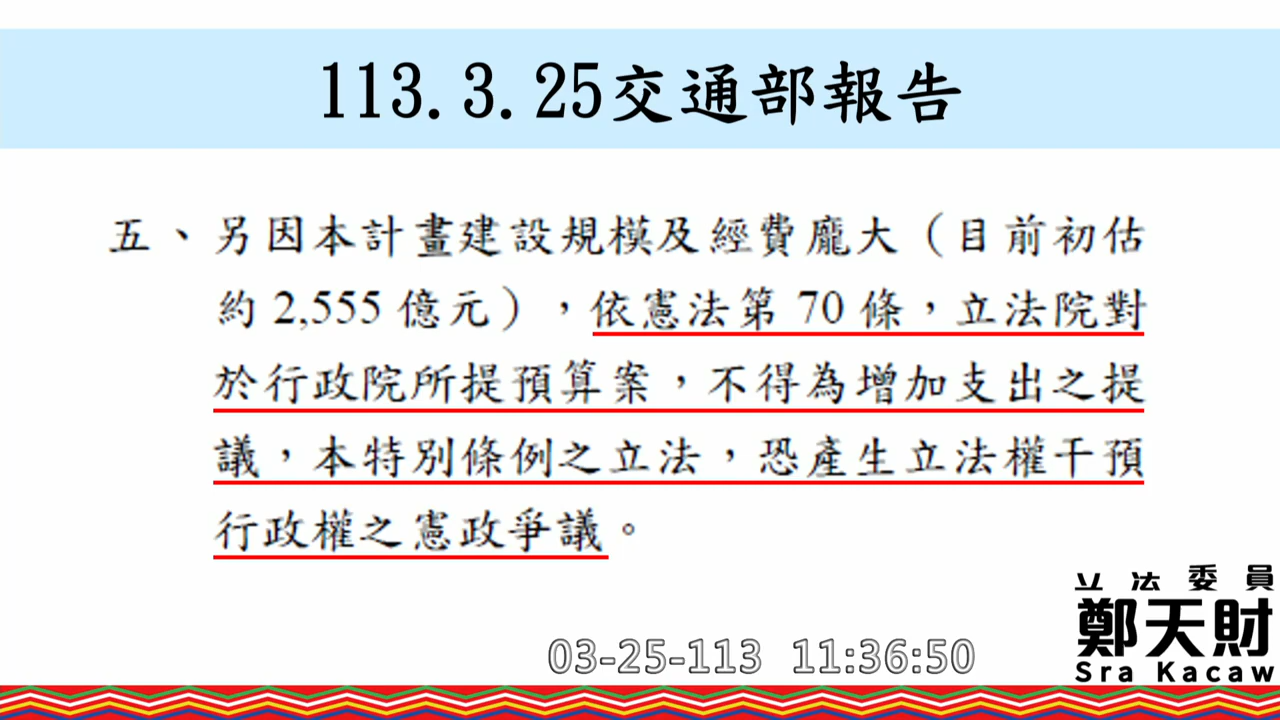 113.3.25交通部報告
五、另因本計畫建設規模及經費龐大（目前初估
約 2,555 億元），依憲法第 70 條，立法院對
於行政院所提預算案，不得為增加支出之提
議，本特別條例之立法，恐產生立法權干預
行政權之憲政爭議。
立法委員
鄭天財
Sra Kacaw
03-25-113 11:36:50